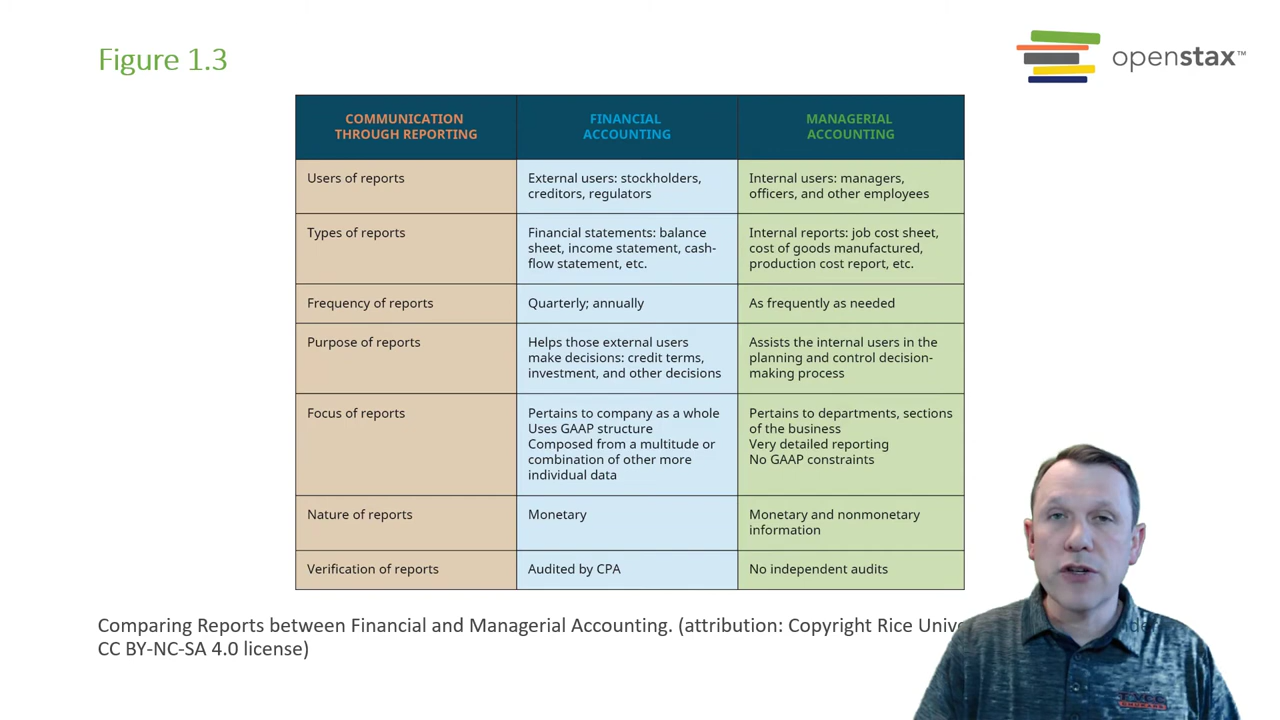 Figure 1.3
openstax™
COMMUNICATION
THROUGH REPORTING
FINANCIAL
ACCOUNTING
MANAGERIAL
ACCOUNTING
Users of reports
External users: stockholders,
creditors, regulators
Internal users: managers,
officers, and other employees
Types of reports
Financial statements: balance
sheet, income statement, cash-
flow statement, etc.
Internal reports: job cost sheet,
cost of goods manufactured,
production cost report, etc.
Frequency of reports
Quarterly; annually
As frequently as needed
Purpose of reports
Helps those external users
make decisions: credit terms,
investment, and other decisions
Assists the internal users in the
planning and control decision-
making process
Focus of reports
Pertains to company as a whole
Uses GAAP structure
Composed from a multitude or
combination of other more
individual data
Pertains to departments, sections
of the business
Very detailed reporting
No GAAP constraints
Nature of reports
Monetary
Monetary and nonmonetary
information
Verification of reports
Audited by CPA
No independent audits
Comparing Reports between Financial and Managerial Accounting. (attribution: Copyright Rice
CC BY-NC-SA 4.0 license)